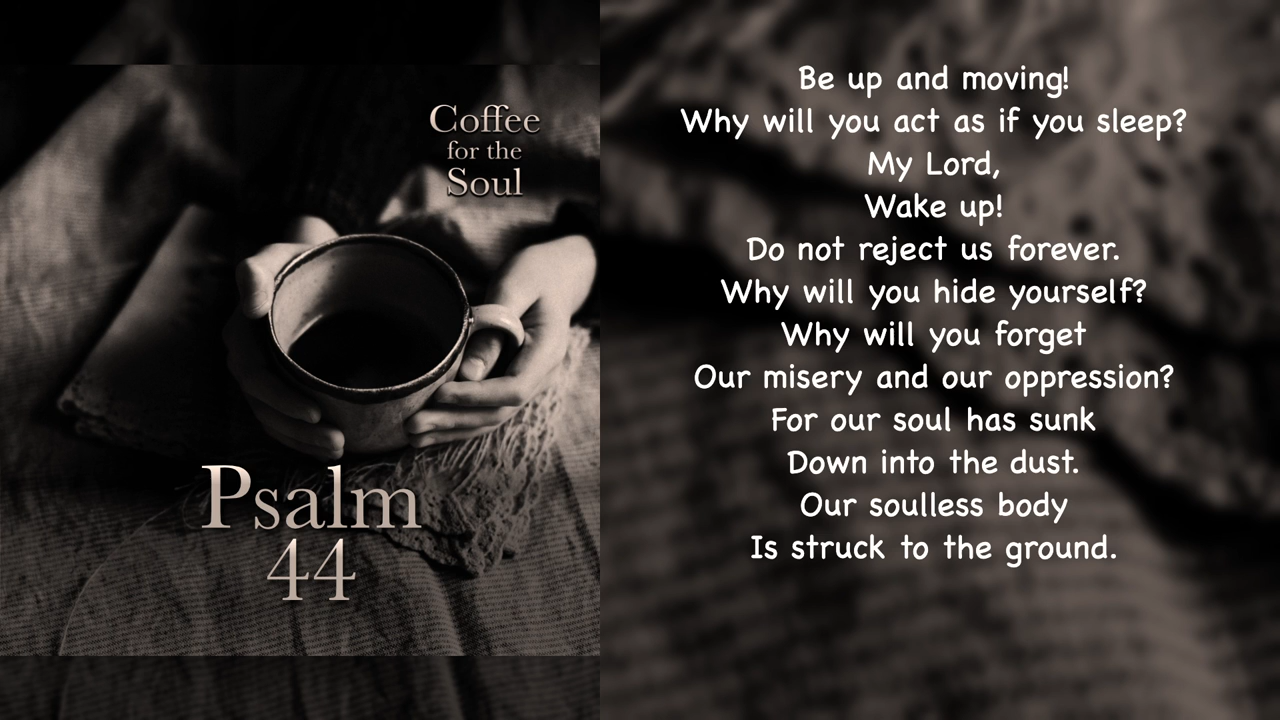 Coffee
for the
Soul
Psalm
44
Be up and moving!
Why will you act as if you sleep?
My Lord,
Wake up!
Do not reject us forever.
Why will you hide yourself?
Why will you forget
Our misery and our oppression?
For our soul has sunk
Down into the dust.
Our soulless body
Is struck to the ground.